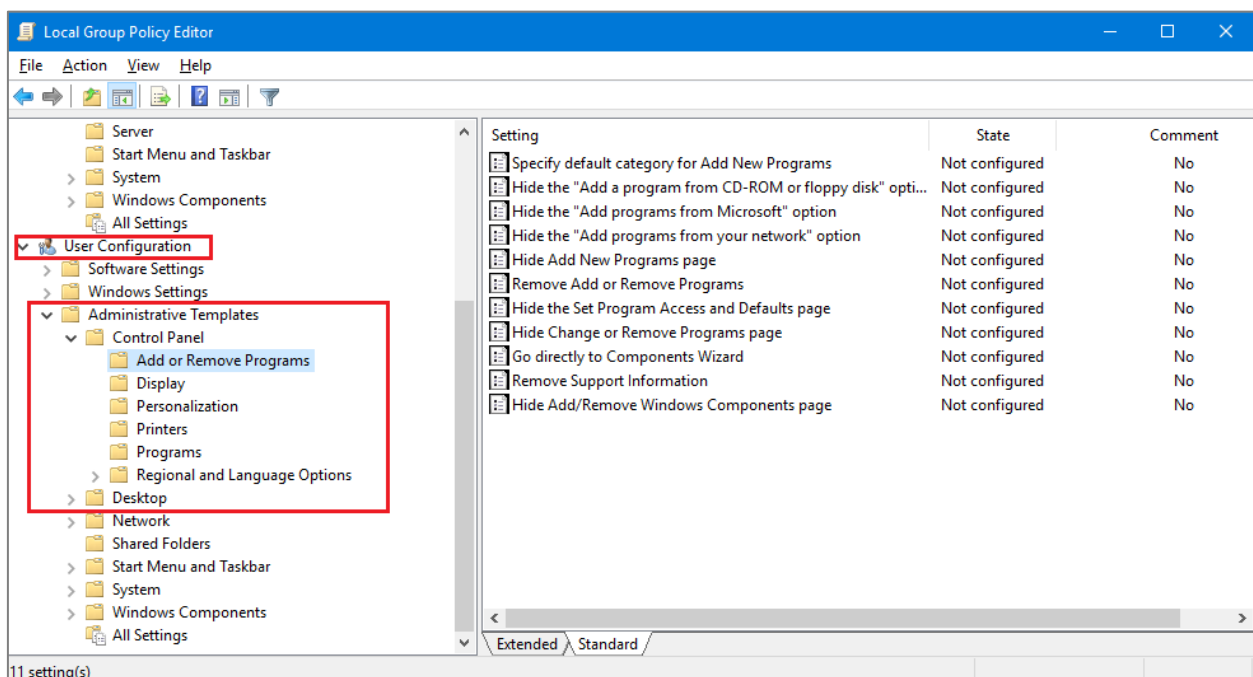 Local Group Policy Editor
File Action View Help
Server
Start Menu and Taskbar
System
Windows Components
All Settings
User Configuration
Software Settings
Windows Settings
Administrative Templates
Control Panel
Add or Remove Programs
Display
Personalization
Printers
Programs
Regional and Language Options
Desktop
Network
Shared Folders
Start Menu and Taskbar
System
Windows Components
All Settings
Setting State Comment
Specify default category for Add New Programs Not configured No
Hide the "Add a program from CD-ROM or floppy disk" opti... Not configured No
Hide the "Add programs from Microsoft" option Not configured No
Hide the "Add programs from your network" option Not configured No
Hide Add New Programs page Not configured No
Remove Add or Remove Programs Not configured No
Hide the Set Program Access and Defaults page Not configured No
Hide Change or Remove Programs page Not configured No
Go directly to Components Wizard Not configured No
Remove Support Information Not configured No
Hide Add/Remove Windows Components page Not configured No
Extended Standard
11 setting(s)